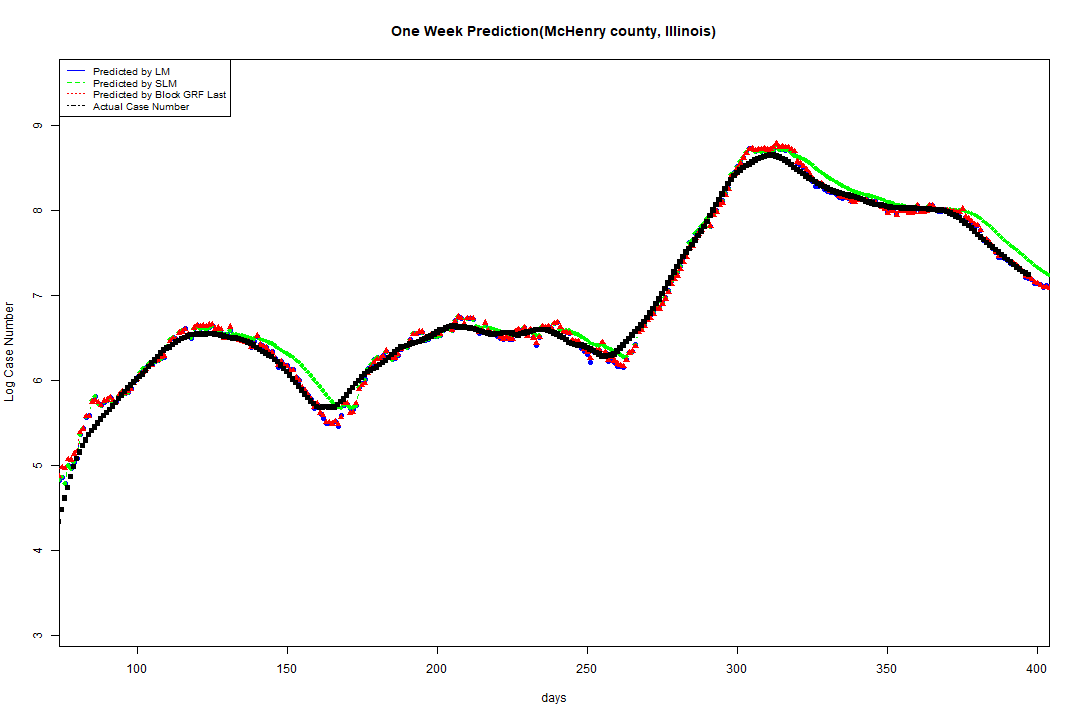 One Week Prediction(McHenry county, Illinois)
Predicted by LM
Predicted by SLM
Predicted by Block GRF Last
Actual Case Number
9
8
7
6
5
4
3
Log Case Number
100 150 200 250 300 350 400
days